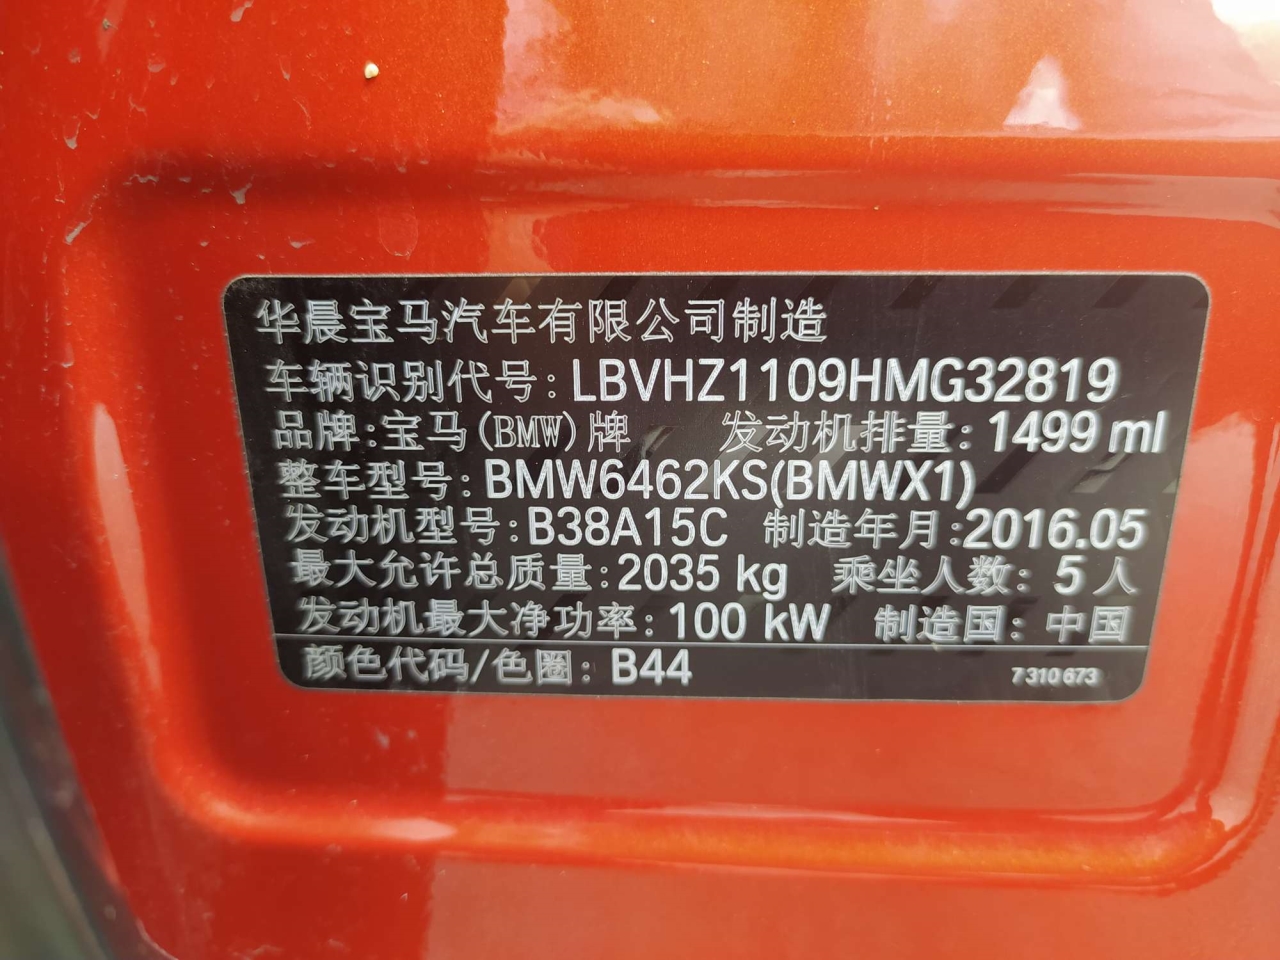 华晨宝马汽车有限公司制造
车辆识别代号: LBVHZ1109HMG32819
品牌:宝马(BMW)牌 发动机排量: 1499 ml
整车型号: BMW6462KS(BMWX1)
发动机型号: B38A15C 制造年月:2016.05
最大允许总质量: 2035 kg 乘坐人数: 5 人
发动机最大净功率: 100 kW 制造国: 中国
颜色代码/色圈: B44 7310673